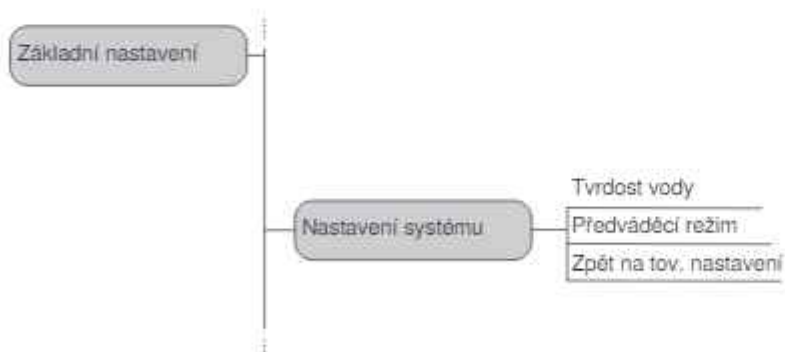 Základní nastavení
Nastavení systému
Tvrdost vody
Předváděcí režim
Zpět na tov. nastavení